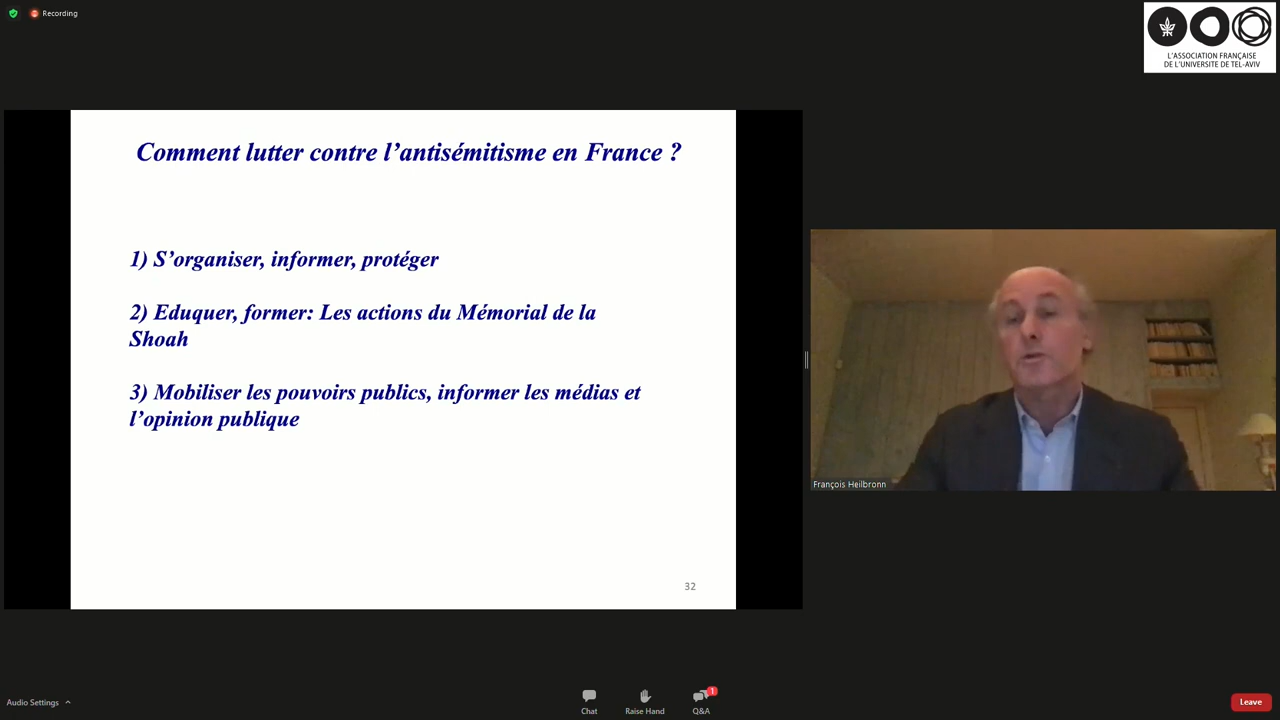 Recording
L'ASSOCIATION FRANÇAISE
DE L'UNIVERSITE DE TEL-AVIV
Comment lutter contre l’antisémitisme en France ?
1) S’organiser, informer, protéger
2) Eduquer, former: Les actions du Mémorial de la
Shoah
3) Mobiliser les pouvoirs publics, informer les médias et
l’opinion publique
32
François Heilbronn
Audio Settings
Chat
Raise Hand
1
Q&A
Leave